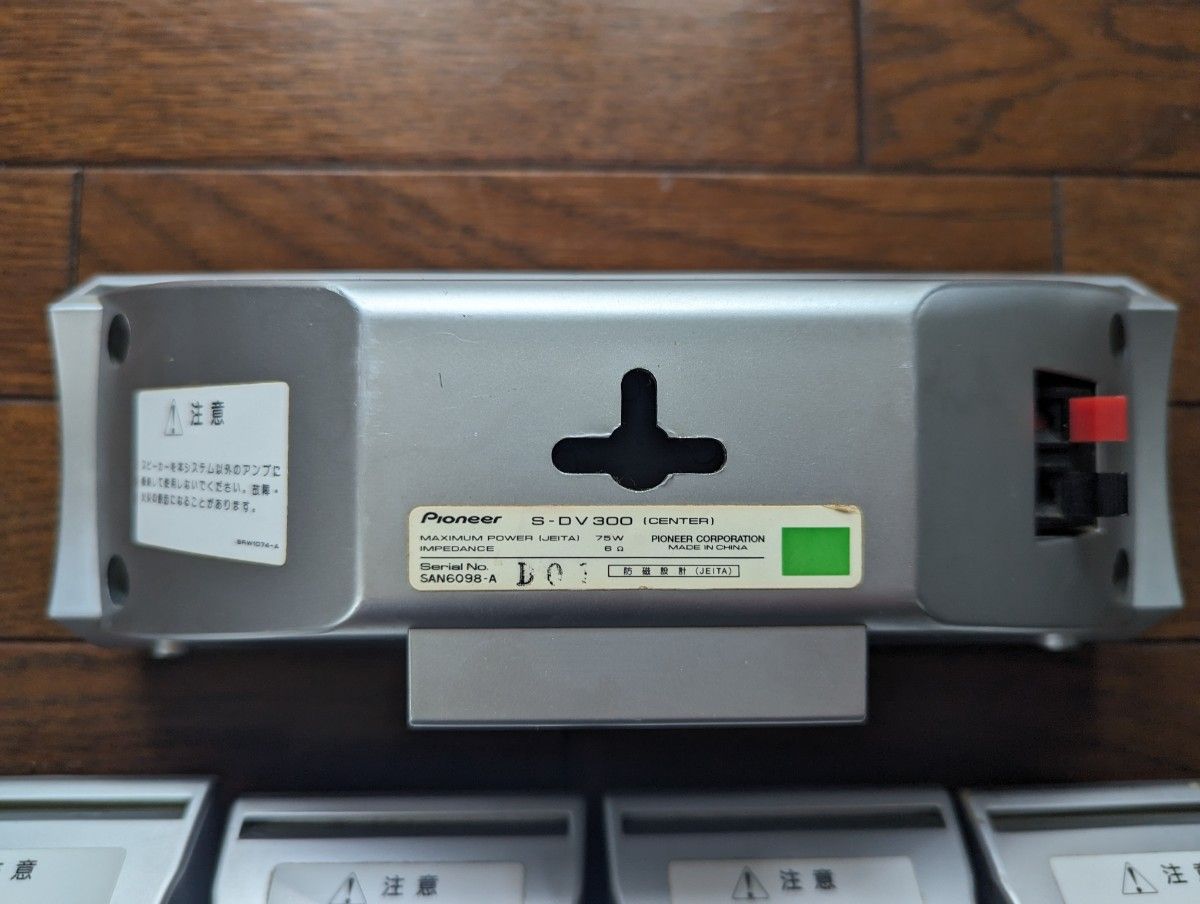 注意
スピーカーを本システム以外のアンプに
接続して使用しないでください。故障・
火災の原因になることがあります。
SRW1074-A
Pioneer S-DV300 (CENTER)
MAXIMUM POWER (JEITA) 75W PIONEER CORPORATION
IMPEDANCE 6Ω MADE IN CHINA
Serial No.
SAN6098-A 防磁設計 (JEITA)
意
注意
注意
注意